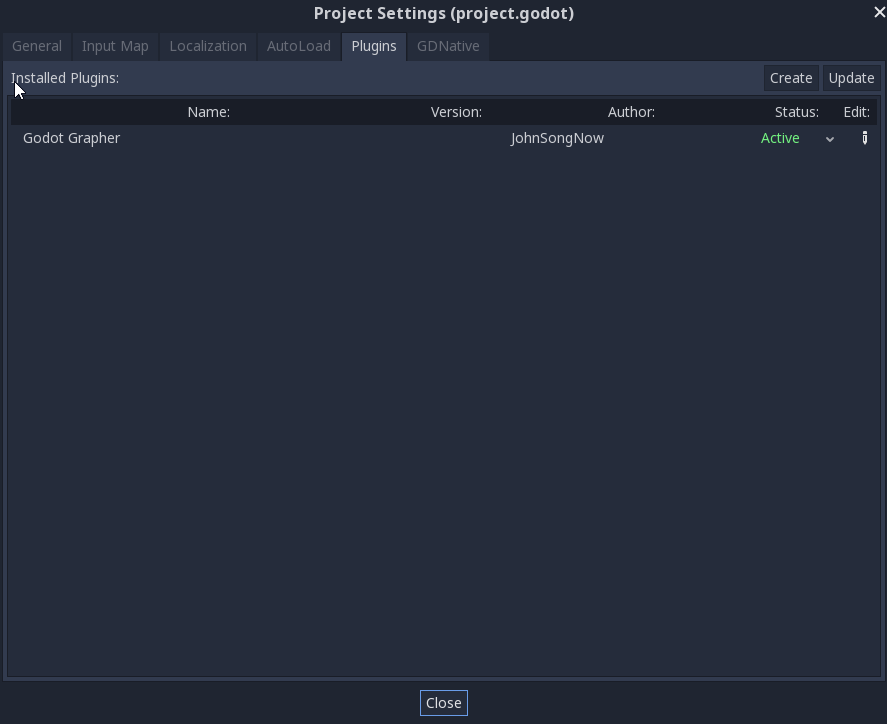 Project Settings (project.godot)
General Input Map Localization AutoLoad Plugins GDNative
Installed Plugins: Create Update
Name: Version: Author: Status: Edit:
Godot Grapher JohnSongNow Active
Close